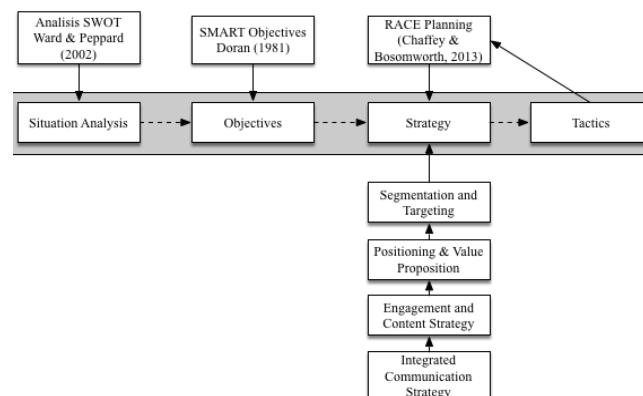 Analisis SWOT
Ward & Peppard
(2002)
SMART Objectives
Doran (1981)
RACE Planning
(Chaffey &
Bosomworth, 2013)
Situation Analysis
Objectives
Strategy
Tactics
Segmentation and
Targeting
Positioning & Value
Proposition
Engagement and
Content Strategy
Integrated
Communication
Strategy